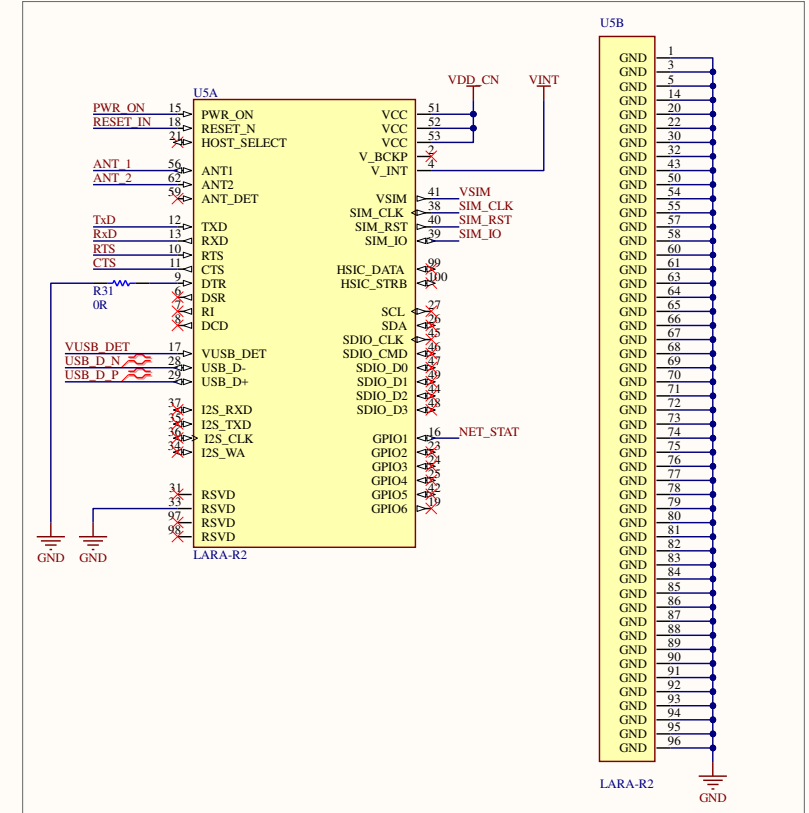 U5A
PWR_ON 15 PWR_ON
RESET_IN 18 RESET_N
21 HOST_SELECT
ANT_1 56 ANT1
ANT_2 62 ANT2
59 ANT_DET
TxD 12 TXD
RxD 13 RXD
RTS 10 RTS
CTS 11 CTS
9 DTR
R31
0R
6 DSR
7 RI
8 DCD
VUSB_DET 17 VUSB_DET
USB_D_N 28 USB_D-
USB_D_P 29 USB_D+
37 I2S_RXD
35 I2S_TXD
36 I2S_CLK
34 I2S_WA
31 RSVD
33 RSVD
97 RSVD
98 RSVD
GND
GND
LARA-R2
VDD_CN
VINT
VCC 51
VCC 52
VCC 53
V_BCKP 2
V_INT 4
VSIM 41 VSIM
SIM_CLK 38 SIM_CLK
SIM_RST 40 SIM_RST
SIM_IO 39 SIM_IO
HSIC_DATA 99
HSIC_STRB 100
SCL 27
SDA 26
SDIO_CLK 45
SDIO_CMD 46
SDIO_D0 47
SDIO_D1 49
SDIO_D2 44
SDIO_D3 48
GPIO1 16 NET_STAT
GPIO2 23
GPIO3 24
GPIO4 25
GPIO5 42
GPIO6 19
U5B
GND 1
GND 3
GND 5
GND 14
GND 20
GND 22
GND 30
GND 32
GND 43
GND 50
GND 54
GND 55
GND 57
GND 58
GND 60
GND 61
GND 63
GND 64
GND 65
GND 66
GND 67
GND 68
GND 69
GND 70
GND 71
GND 72
GND 73
GND 74
GND 75
GND 76
GND 77
GND 78
GND 79
GND 80
GND 81
GND 82
GND 83
GND 84
GND 85
GND 86
GND 87
GND 88
GND 89
GND 90
GND 91
GND 92
GND 93
GND 94
GND 95
GND 96
LARA-R2
GND